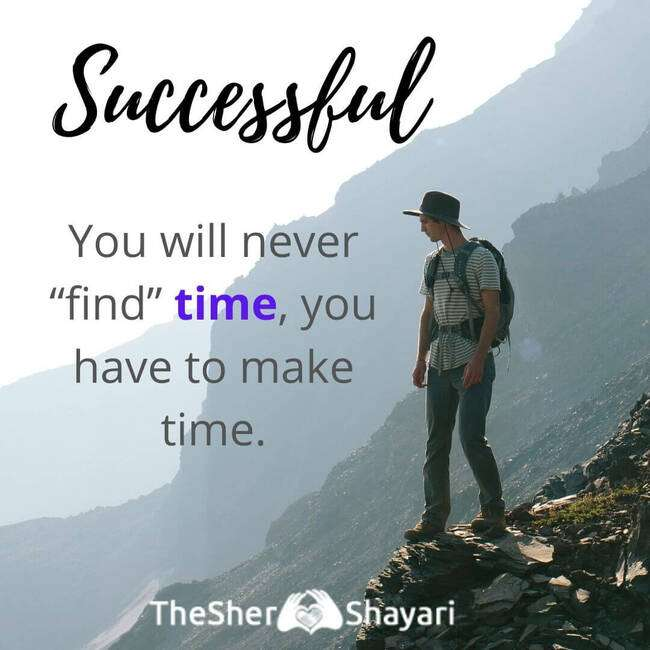 Successful
You will never
“find” time, you
have to make
time.
TheSher Shayari